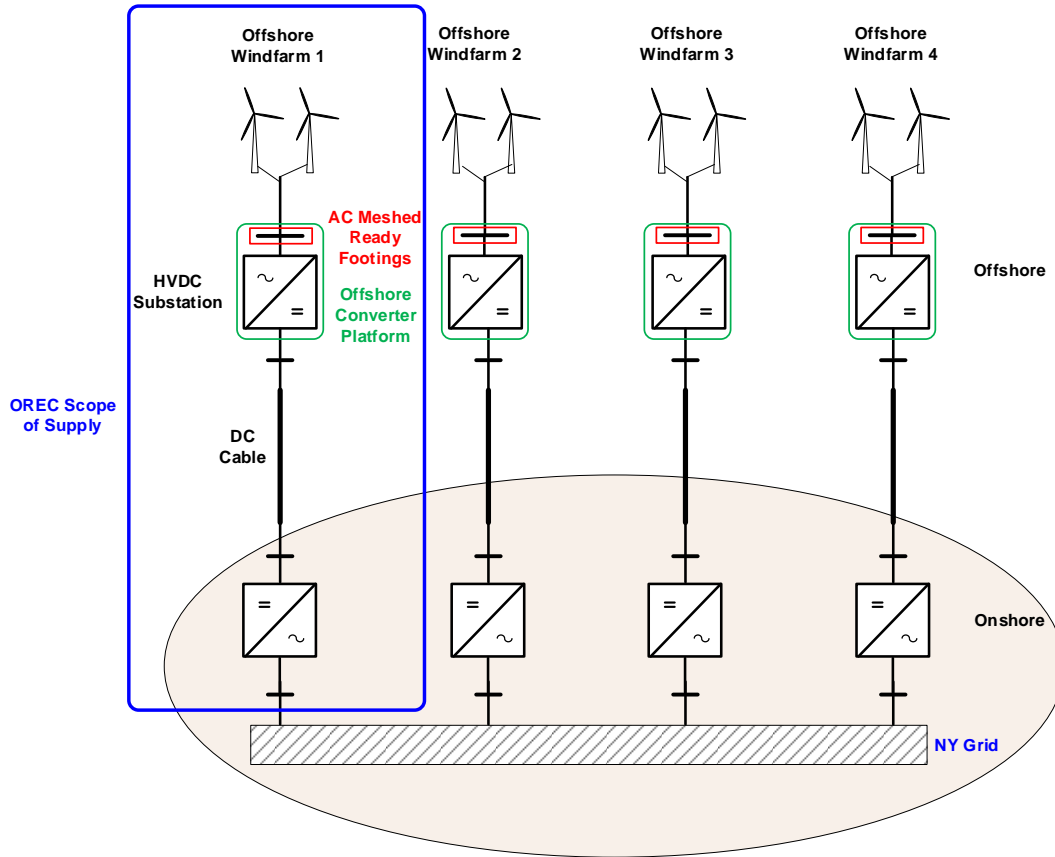 Offshore
Windfarm 1
Offshore
Windfarm 2
Offshore
Windfarm 3
Offshore
Windfarm 4
AC Meshed
Ready
Footings
HVDC
Substation
Offshore
Converter
Platform
Offshore
OREC Scope
of Supply
DC
Cable
Onshore
NY Grid